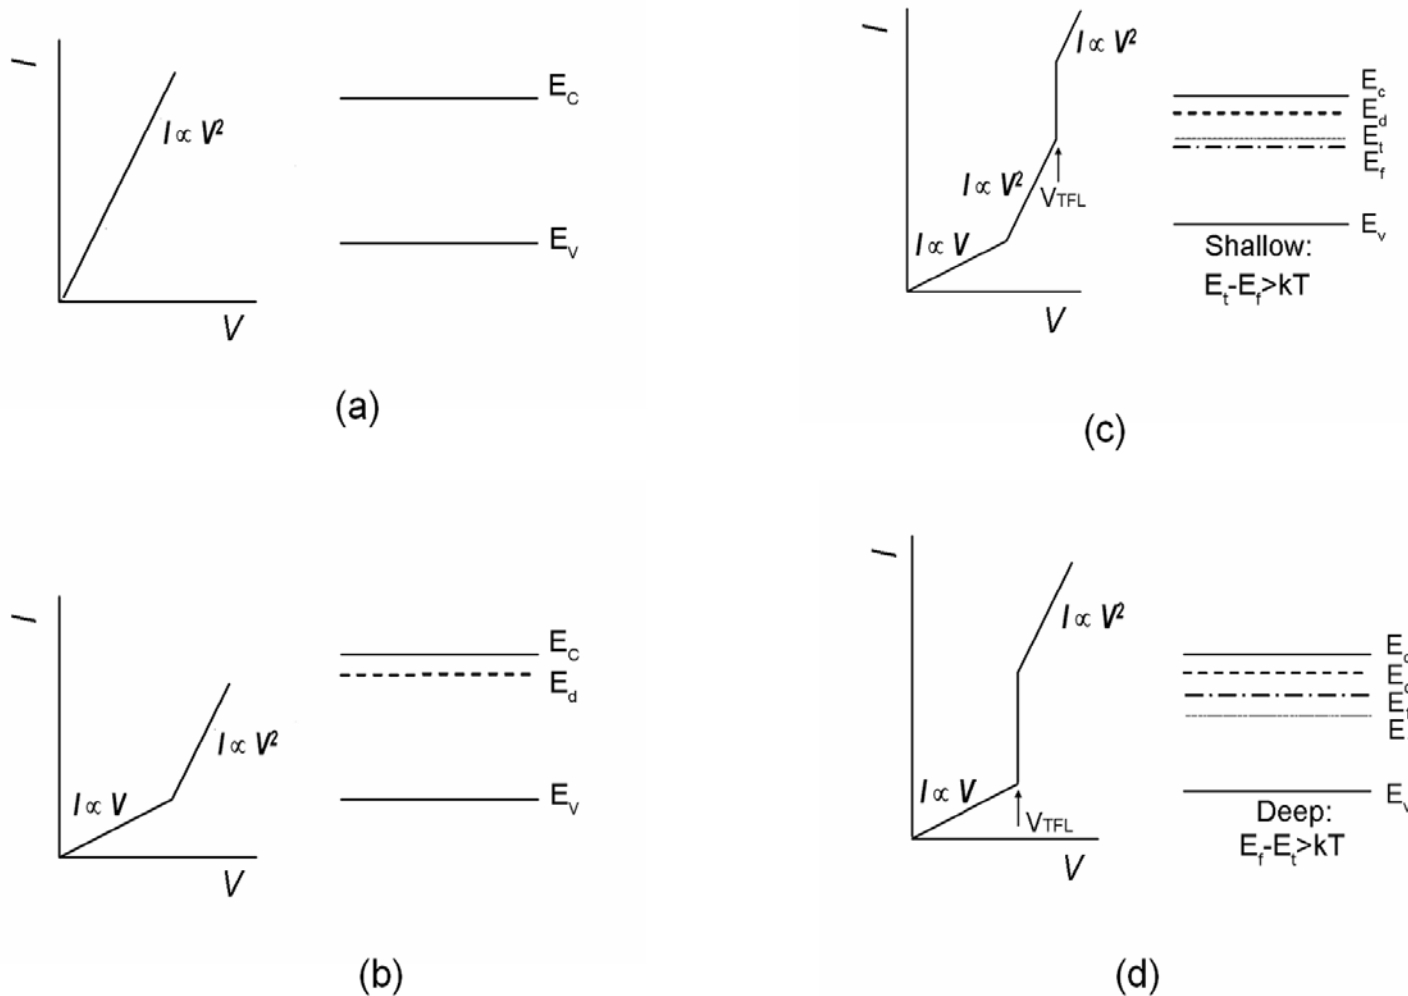 I
I ∝ V²
V
E_C
E_V
(a)
I
I ∝ V²
I ∝ V²
V_TFL
I ∝ V
V
E_c
E_d
E_t
E_f
E_v
Shallow:
E_t-E_f>kT
(c)
I
I ∝ V²
I ∝ V
V
E_C
E_d
E_V
(b)
I
I ∝ V²
I ∝ V
V_TFL
V
Deep:
E_f-E_t>kT
(d)